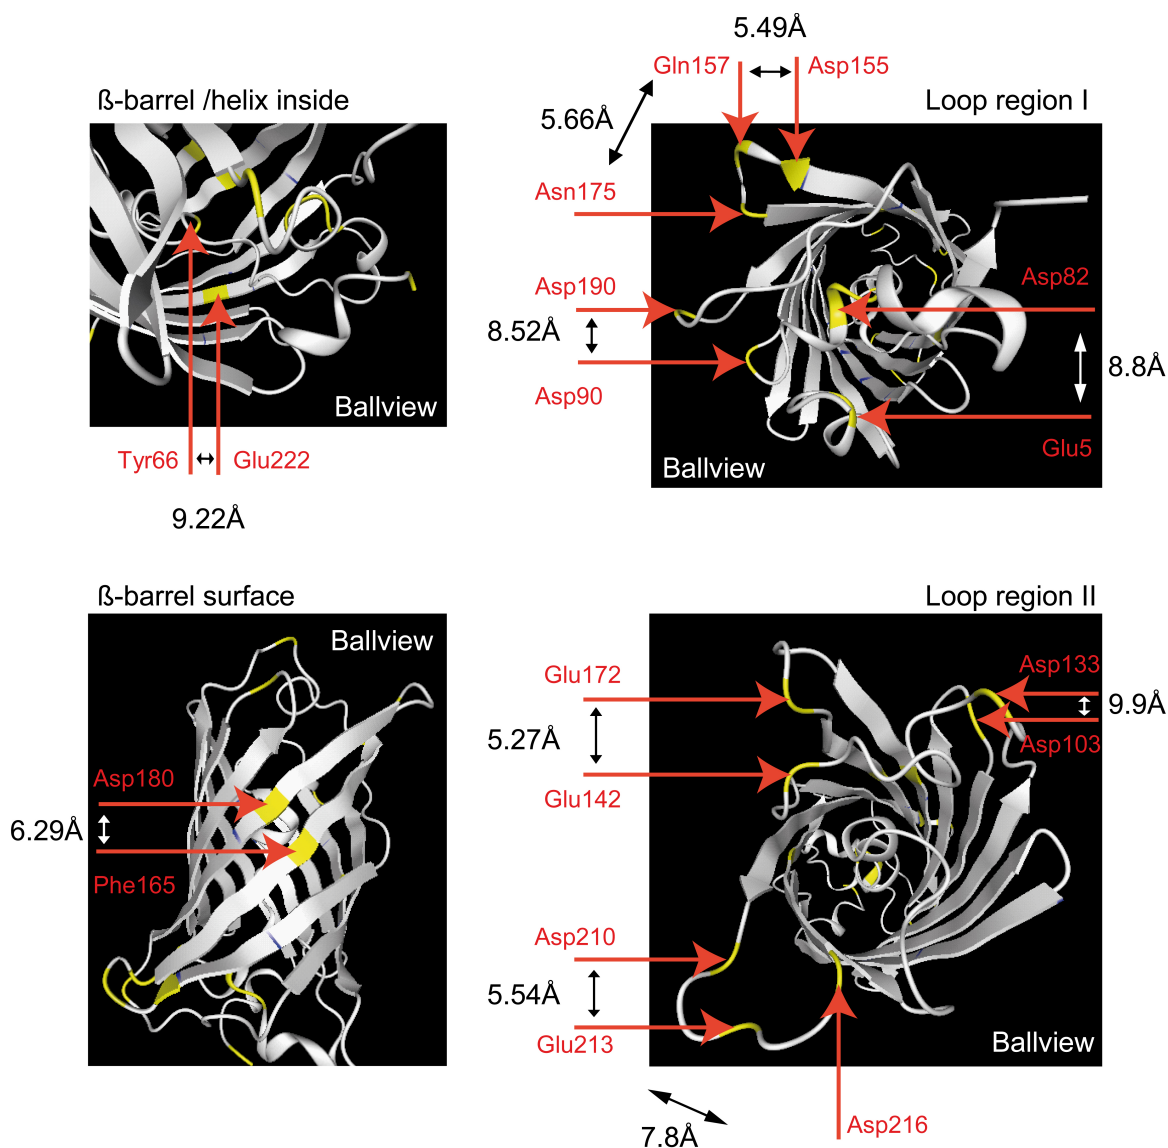 5.49Å
Gln157
Asp155
ß-barrel /helix inside
Loop region I
5.66Å
Asn175
Asp190
Asp82
8.52Å
8.8Å
Asp90
Ballview
Glu5
Tyr66
Glu222
Ballview
9.22Å
ß-barrel surface
Loop region II
Ballview
Glu172
Asp133
9.9Å
5.27Å
Asp103
Asp180
Glu142
6.29Å
Phe165
Asp210
5.54Å
Glu213
Ballview
Asp216
7.8Å